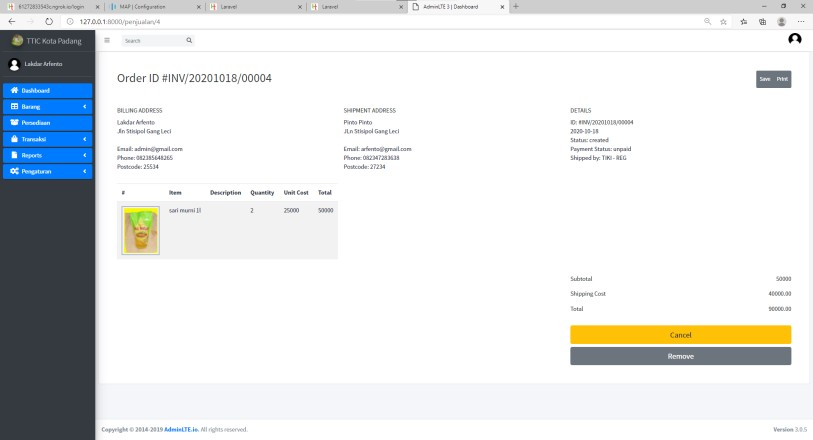 81272833543c.ngrok.io/login
MAP | Configuration
Laravel
Laravel
AdminLTE 3 | Dashboard
127.0.0.1:8000/penjualan/4
TTIC Kota Padang
Search
Lakdar Arfento
Dashboard
Barang
Persediaan
Transaksi
Reports
Pengaturan
Order ID #INV/20201018/00004
Save Print
BILLING ADDRESS
Lakdar Arfento
Jln Stisipol Gang Leci
Email: admin@gmail.com
Phone: 082385648265
Postcode: 25534
SHIPMENT ADDRESS
Pinto Pinto
JLn Stisipol Gang Leci
Email: arfento@gmail.com
Phone: 082347283638
Postcode: 27234
DETAILS
ID: #INV/20201018/00004
2020-10-18
Status: created
Payment Status: unpaid
Shipped by: TIKI - REG
# Item Description Quantity Unit Cost Total
sari murni 1l 2 25000 50000
Subtotal 50000
Shipping Cost 40000.00
Total 90000.00
Cancel
Remove
Copyright © 2014-2019 AdminLTE.io. All rights reserved.
Version 3.0.5